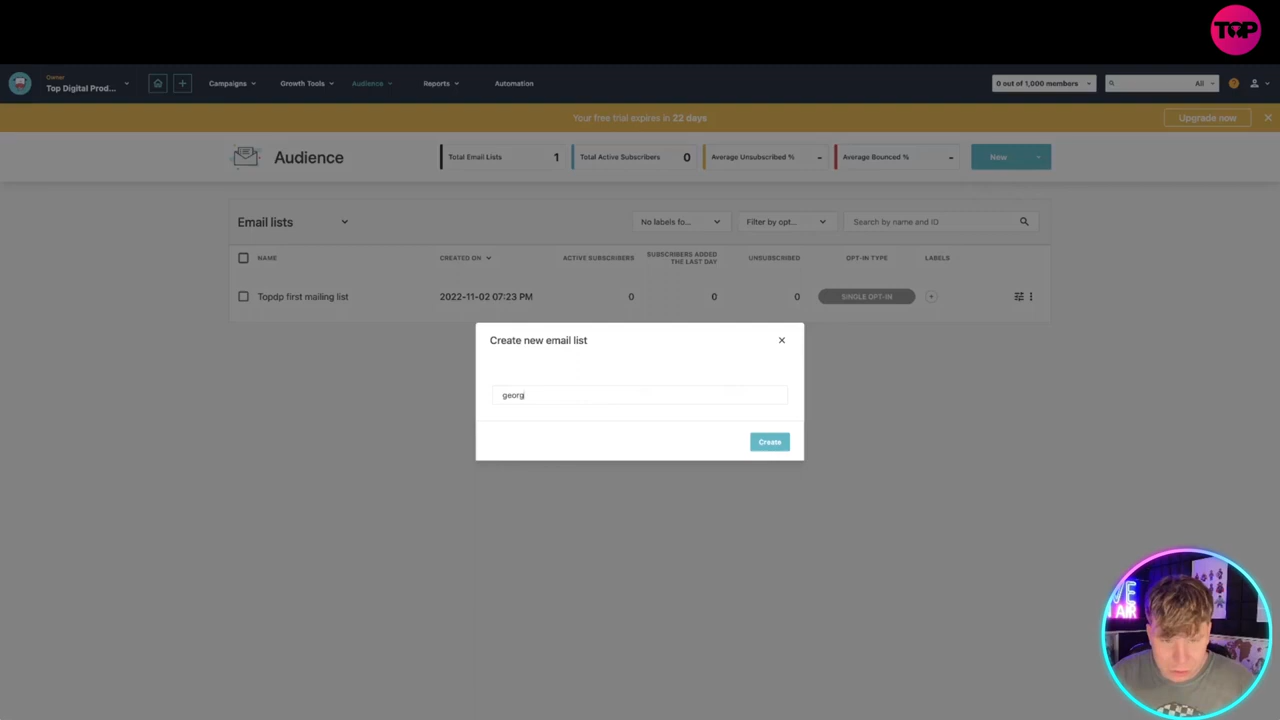 TOP
Owner
Top Digital Prod...
Campaigns
Growth Tools
Audience
Reports
Automation
0 out of 1,000 members
All
Your free trial expires in 22 days
Upgrade now
Audience
Total Email Lists 1
Total Active Subscribers 0
Average Unsubscribed % -
Average Bounced % -
New
Email lists
No labels fo...
Filter by opt...
Search by name and ID
NAME
CREATED ON
ACTIVE SUBSCRIBERS
SUBSCRIBERS ADDED
THE LAST DAY
UNSUBSCRIBED
OPT-IN TYPE
LABELS
Topdp first mailing list
2022-11-02 07:23 PM
0
0
0
SINGLE OPT-IN
Create new email list
georg
Create
VE
AIR